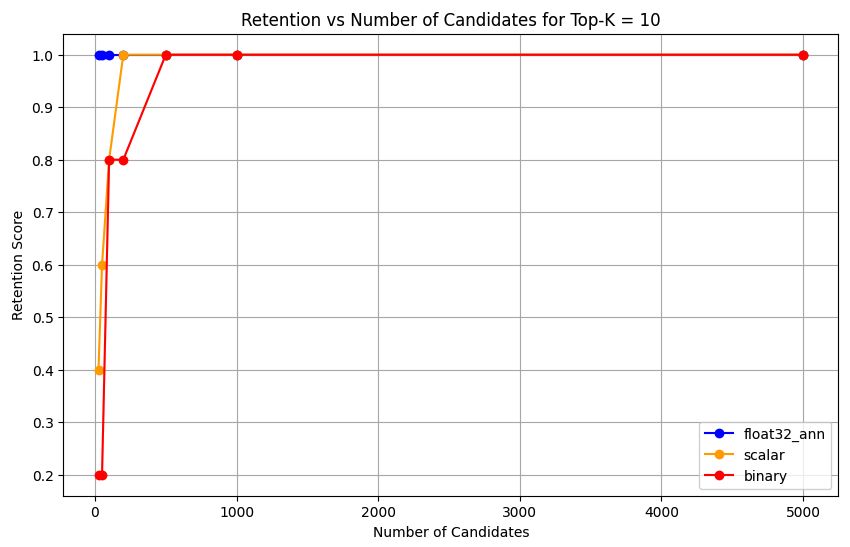 Retention vs Number of Candidates for Top-K = 10
Retention Score
1.0
0.9
0.8
0.7
0.6
0.5
0.4
0.3
0.2
0
1000
2000
3000
4000
5000
Number of Candidates
float32_ann
scalar
binary